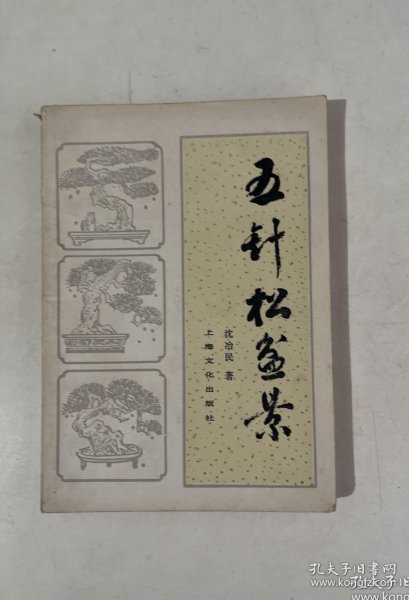 五针松盆景
沈冶民 著
上海文化出版社
孔夫子旧书网